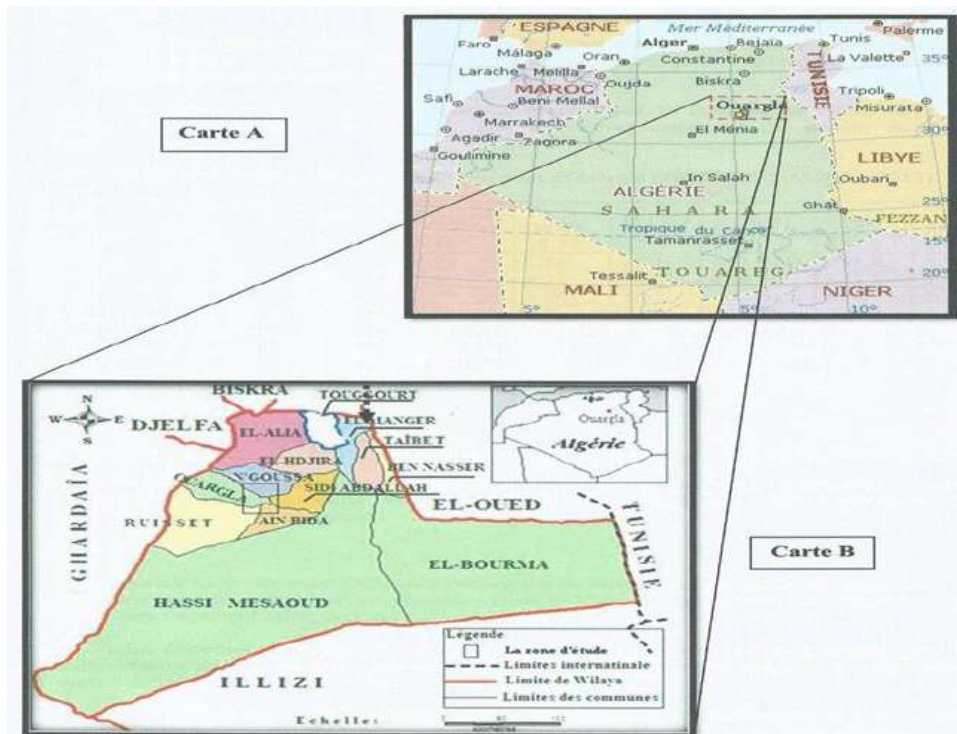 ESPAGNE
Mer Méditerranée
Palerme
Faro
Málaga
Alger
Bejaïa
Tunis
Oran
Constantine
La Valette
35°
Larache
Melilla
Oujda
Biskra
TUNISIE
Safi
MAROC
Beni Mellal
Tripoli
Misurata
Ouargla
Marrakech
El Ménia
30°
Agadir
Zagora
Goulimine
LIBYE
In Salah
Oubari
ALGÉRIE
SAHARA
Ghât
25°
FEZZAN
Tropique du Cancer
15°
Tamanrasset
Tessalit
TOUAREG
20°
MALI
NIGER
5°
5°
10°
Carte A
BISKRA
TOUGGOURT
N
W
E
S
DJELFA
EL-ALIA
TAÏBET
Ouargla
Algérie
EL HDJIRA
BEN NASSER
N'GOUSSA
OUARGLA
SIDI ABDALLAH
EL-OUED
GHARDAÏA
RUISSET
AIN BIDA
TUNISIE
Carte B
EL-BOURMA
HASSI MESAOUD
Légende
La zone d'étude
Limites internatinale
Limite de Wilaya
Limites des communes
ILLIZI
Echelle: